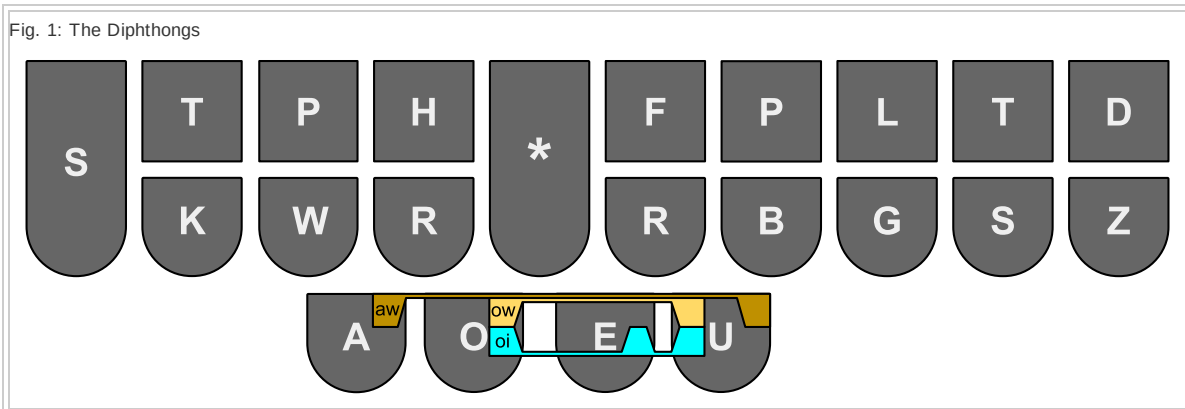 Fig. 1: The Diphthongs
S T P H * F P L T D
K W R R B G S Z
aw ow
A O E U
oi